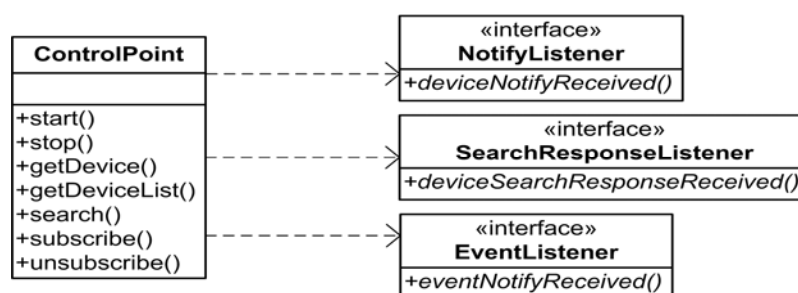 ControlPoint
+start()
+stop()
+getDevice()
+getDeviceList()
+search()
+subscribe()
+unsubscribe()
«interface»
NotifyListener
+deviceNotifyReceived()
«interface»
SearchResponseListener
+deviceSearchResponseReceived()
«interface»
EventListener
+eventNotifyReceived()